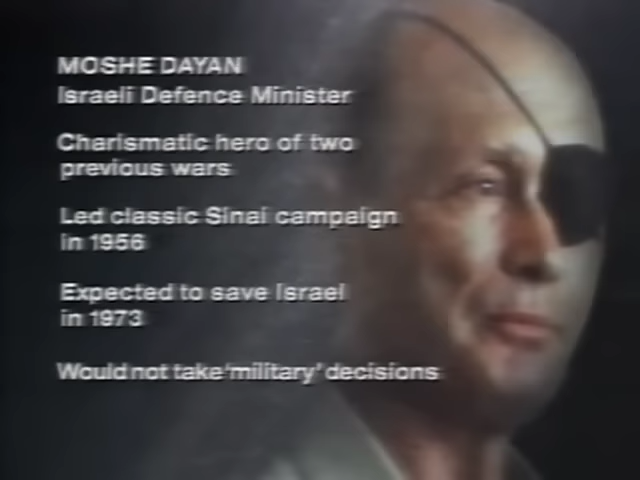 MOSHE DAYAN
Israeli Defence Minister
Charismatic hero of two
previous wars
Led classic Sinai campaign
in 1956
Expected to save Israel
in 1973
Would not take 'military' decisions